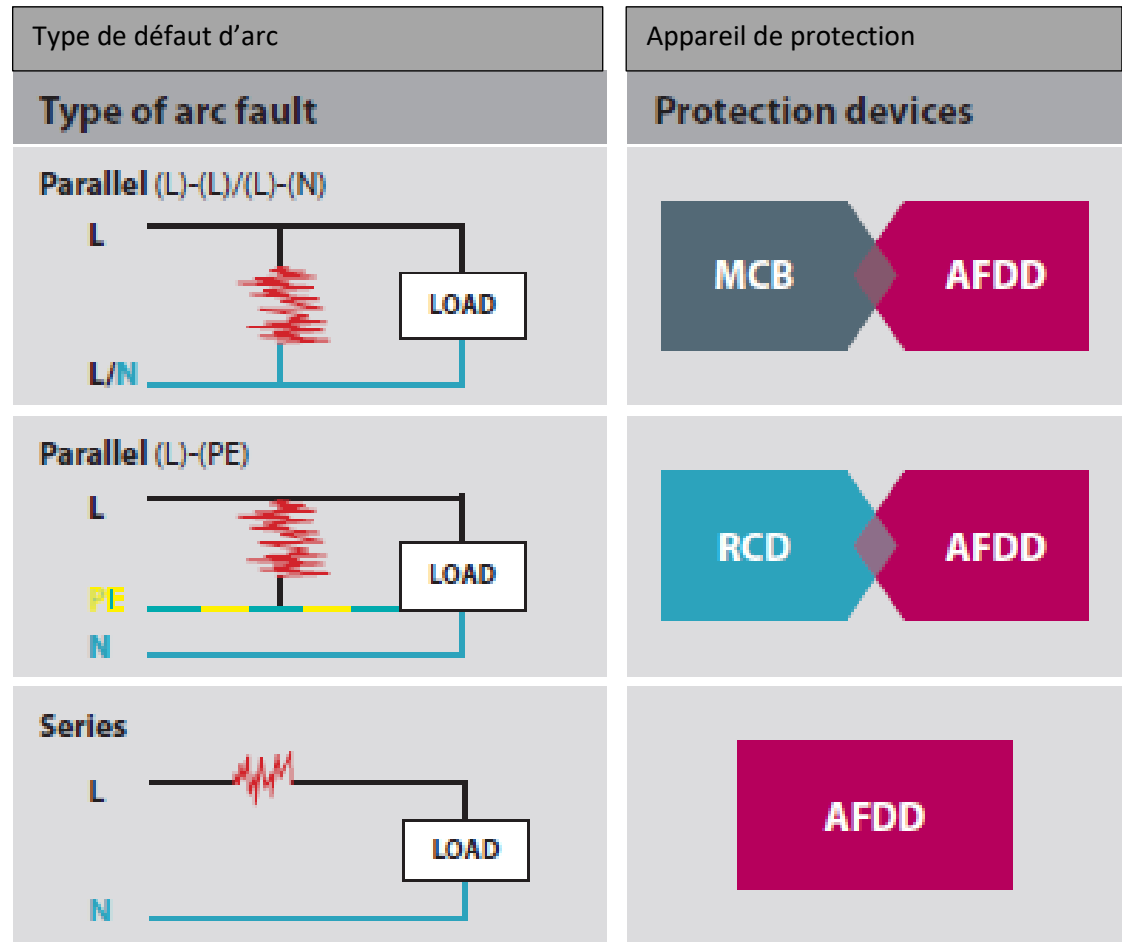 Type de défaut d’arc
Appareil de protection
Type of arc fault
Protection devices
Parallel (L)-(L)/(L)-(N)
L
LOAD
L/N
MCB
AFDD
Parallel (L)-(PE)
L
LOAD
PE
N
RCD
AFDD
Series
L
LOAD
N
AFDD